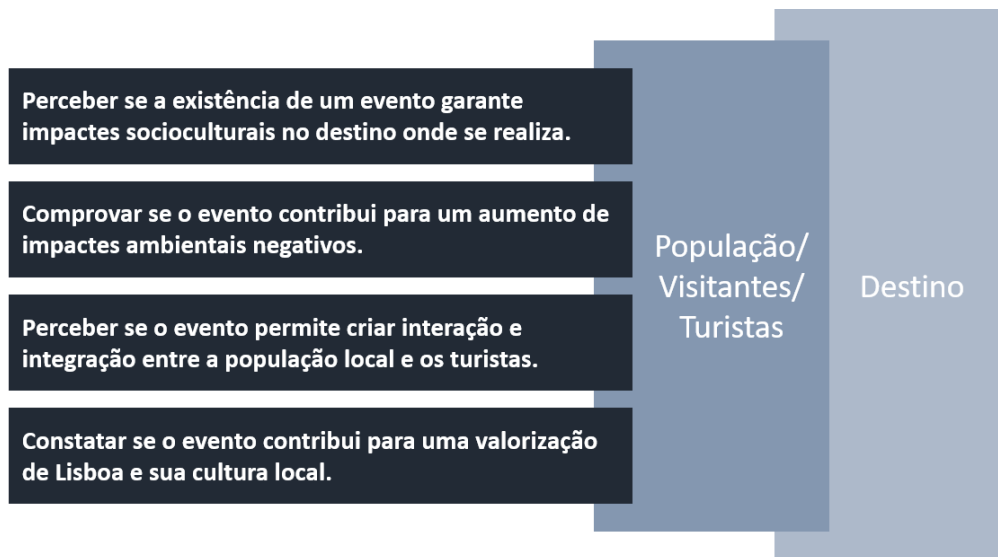 Perceber se a existência de um evento garante
impactes socioculturais no destino onde se realiza.
Comprovar se o evento contribui para um aumento de
impactes ambientais negativos.
Perceber se o evento permite criar interação e
integração entre a população local e os turistas.
Constatar se o evento contribui para uma valorização
de Lisboa e sua cultura local.
População/
Visitantes/
Turistas
Destino